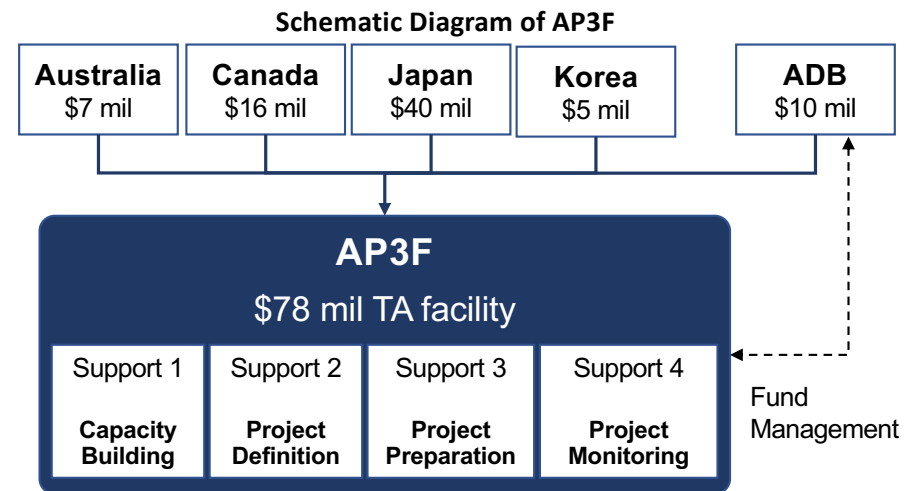 Schematic Diagram of AP3F
Australia
$7 mil
Canada
$16 mil
Japan
$40 mil
Korea
$5 mil
ADB
$10 mil
AP3F
$78 mil TA facility
Support 1
Capacity
Building
Support 2
Project
Definition
Support 3
Project
Preparation
Support 4
Project
Monitoring
Fund
Management